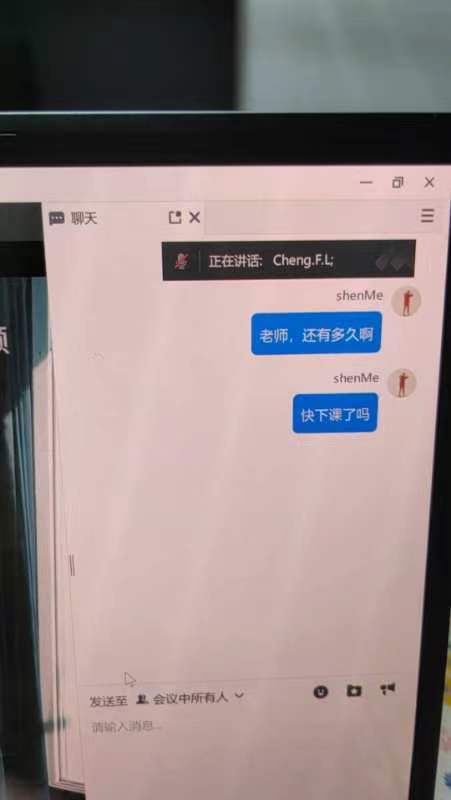 聊天
正在讲话: Cheng.F.L;
shenMe
老师，还有多久啊
shenMe
快下课了吗
发送至 会议中所有人
请输入消息...